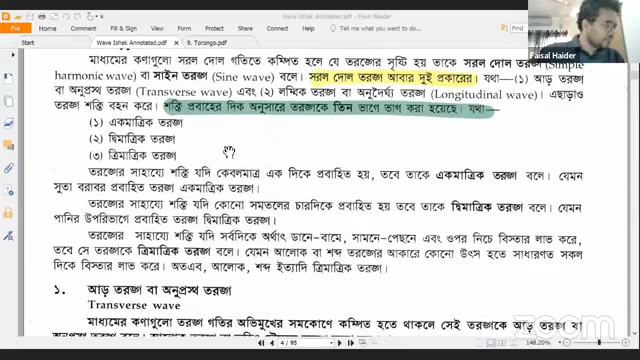 Wave Ishak Annotated.pdf - Foxit Reader
Faisal Haider
File
Home
Tell me what you want to do...
Start
Wave Ishak Annotated.pdf
9. Torongo.pdf
মাধ্যমের কণাগুলো সরল দোল গতিতে কম্পিত হলে যে তরঙ্গের সৃষ্টি হয় তাকে সরল দোল তরঙ্গ (Simple
harmonic wave) বা সাইন তরঙ্গ (Sine wave) বলে। সরল দোল তরঙ্গ আবার দুই প্রকারের। যথা—(১) আড় তরঙ্গ
বা অনুপ্রস্থ তরঙ্গ (Transverse wave) এবং (২) লম্বিক তরঙ্গ বা অনুদৈর্ঘ্য তরঙ্গ (Longitudinal wave)। এছাড়াও
তরঙ্গ শক্তি বহন করে। শক্তি প্রবাহের দিক অনুসারে তরঙ্গকে তিন ভাগে ভাগ করা হয়েছে। যথা—
(১) একমাত্রিক তরঙ্গ
(২) দ্বিমাত্রিক তরঙ্গ
(৩) ত্রিমাত্রিক তরঙ্গ
তরঙ্গের সাহায্যে শক্তি যদি কেবলমাত্র এক দিকে প্রবাহিত হয়, তবে তাকে একমাত্রিক তরঙ্গ বলে। যেমন
সুতা বরাবর প্রবাহিত তরঙ্গ একমাত্রিক তরঙ্গ।
তরঙ্গের সাহায্যে শক্তি যদি কোনো সমতলের চারদিকে প্রবাহিত হয় তবে তাকে দ্বিমাত্রিক তরঙ্গ বলে। যেমন
পানির উপরিভাগে প্রবাহিত তরঙ্গ দ্বিমাত্রিক তরঙ্গ।
তরঙ্গের সাহায্যে শক্তি যদি সর্বদিকে অর্থাৎ ডানে-বামে, সামনে-পেছনে এবং ওপর নিচে বিস্তার লাভ করে,
তবে সে তরঙ্গকে ত্রিমাত্রিক তরঙ্গ বলে। যেমন আলোক বা শব্দ তরঙ্গের আকারে কোনো উৎস হতে সাধারণত সকল
দিকে বিস্তার লাভ করে। অতএব, আলোক, শব্দ ইত্যাদি ত্রিমাত্রিক তরঙ্গ।
১. আড় তরঙ্গ বা অনুপ্রস্থ তরঙ্গ
Transverse wave
মাধ্যমের কণাগুলো তরঙ্গ গতির অভিমুখের সমকোণে কম্পিত হতে থাকলে সেই তরঙ্গকে আড় তরঙ্গ বা
4 / 95
148.20%